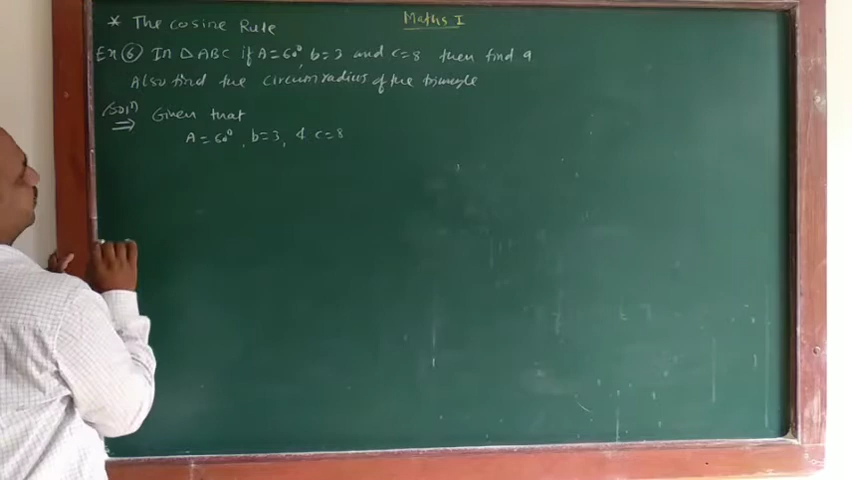 Maths I
* The cosine Rule
Ex ⑥ In △ABC if A=60°, b=3 and c=8 then find a
Also find the circumradius of the triangle
Soln ⇒ Given that
A=60°, b=3, & c=8